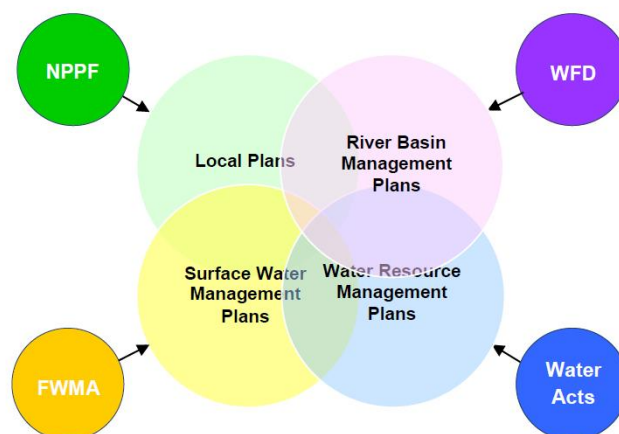 NPPF
WFD
Local Plans
River Basin
Management
Plans
Surface Water
Management
Plans
Water Resource
Management
Plans
FWMA
Water
Acts